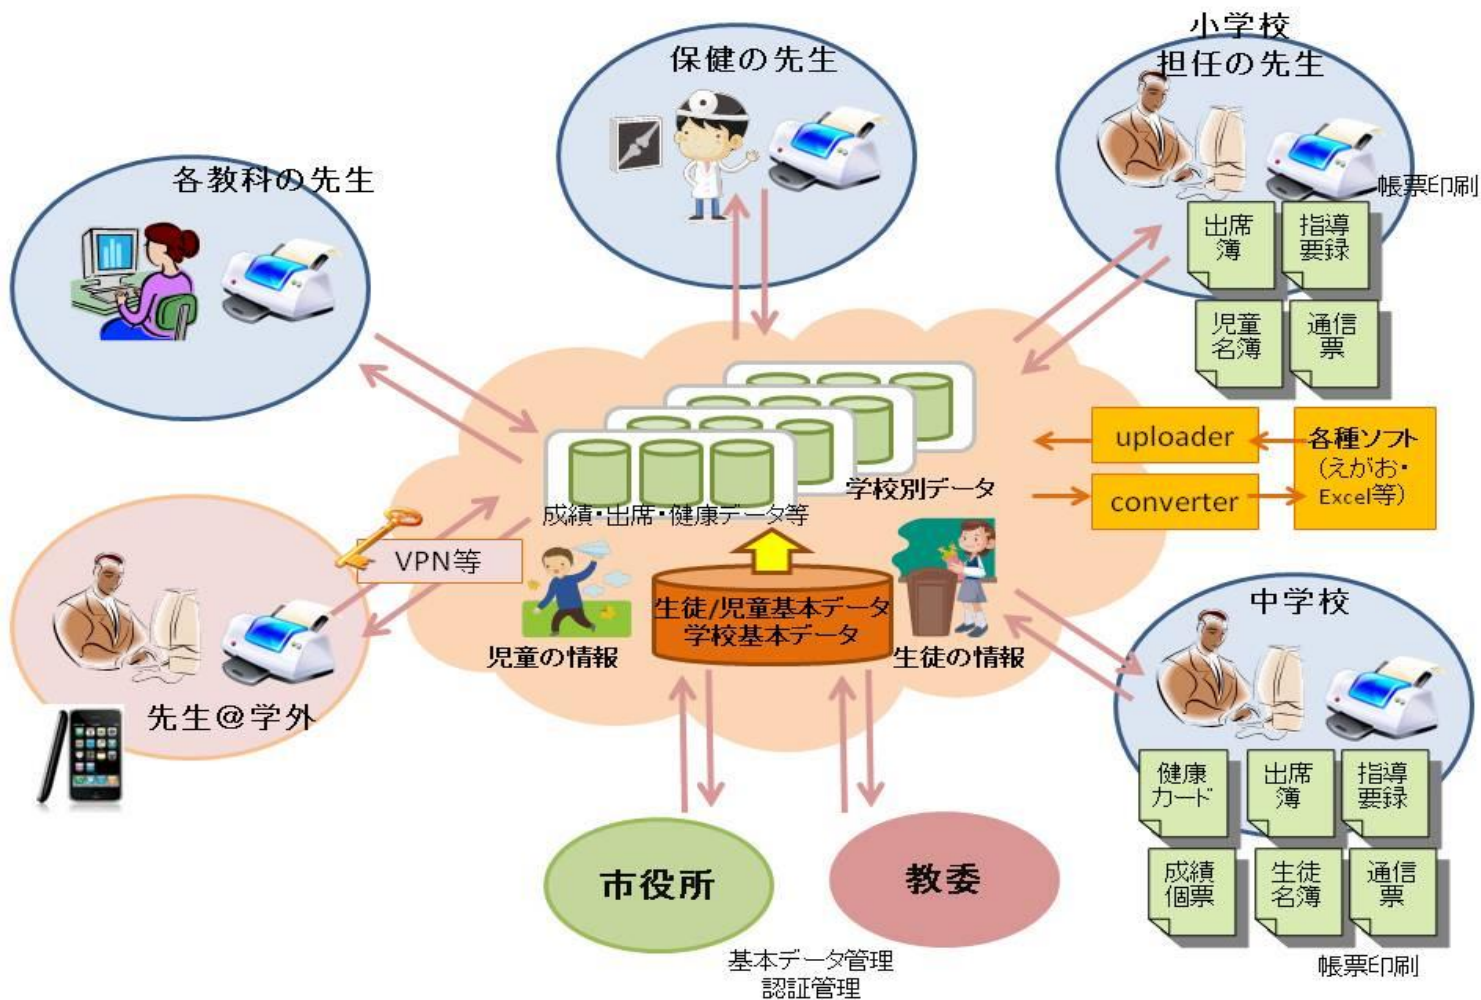 小学校
担任の先生
保健の先生
各教科の先生
帳票印刷
出席
簿
指導
要録
児童
名簿
通信
票
uploader
converter
各種ソフト
(えがお・
Excel等)
学校別データ
成績・出席・健康データ等
VPN等
生徒/児童基本データ
学校基本データ
児童の情報
生徒の情報
先生@学外
中学校
健康
カード
出席
簿
指導
要録
成績
個票
生徒
名簿
通信
票
帳票印刷
市役所
教委
基本データ管理
認証管理